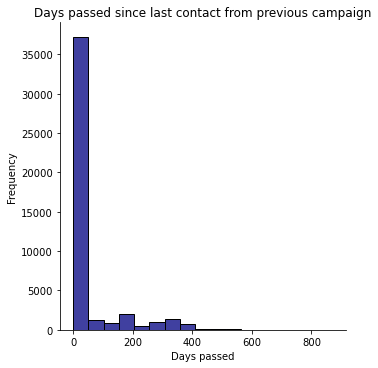 Days passed since last contact from previous campaign
35000
30000
25000
20000
15000
10000
5000
0
Frequency
0 200 400 600 800
Days passed